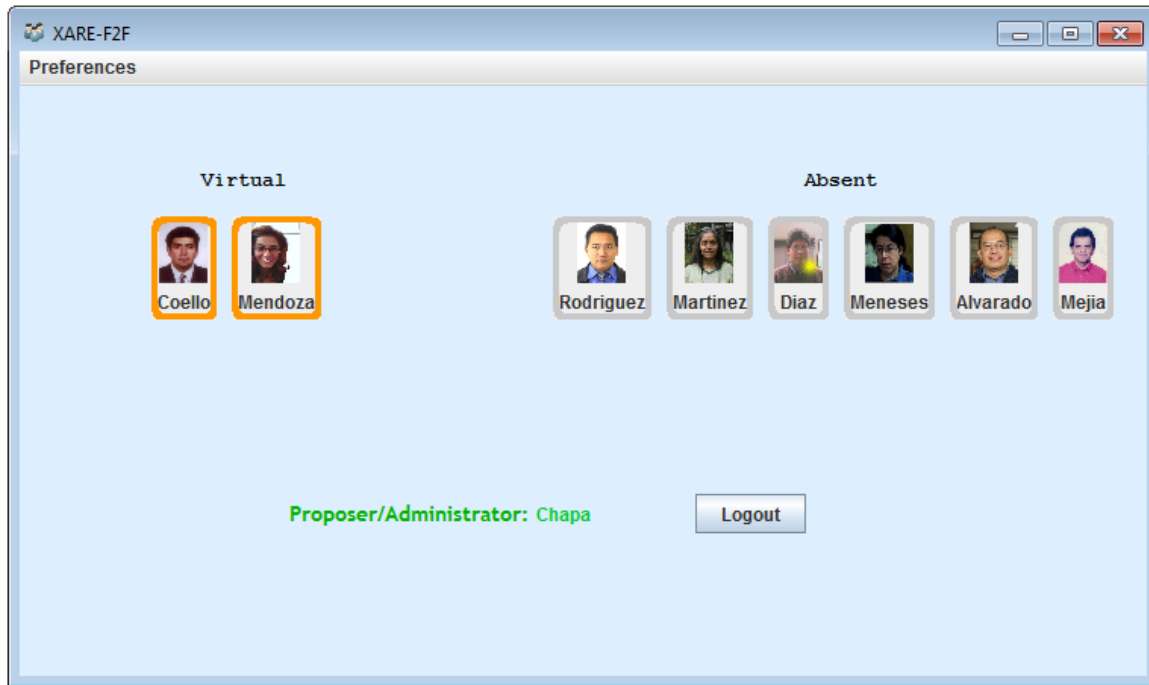 XARE-F2F
Preferences
Virtual Absent
Coello Mendoza Rodriguez Martinez Diaz Meneses Alvarado Mejia
Proposer/Administrator: Chapa Logout